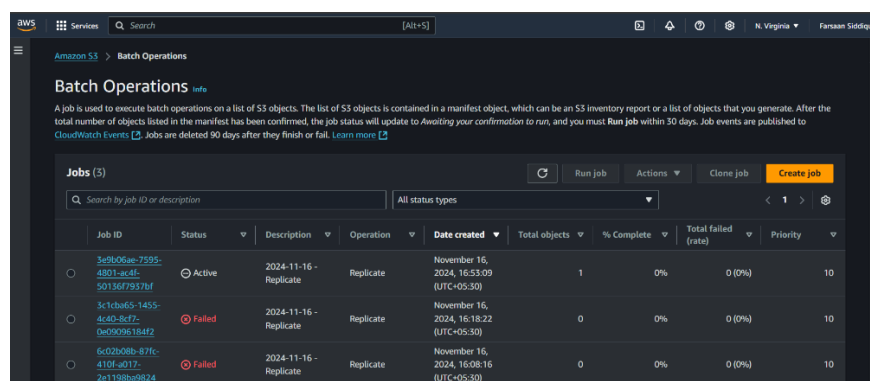 aws
Services
Search
[Alt+S]
N. Virginia
Farsaan Siddiqu
Amazon S3 > Batch Operations
Batch Operations Info
A job is used to execute batch operations on a list of S3 objects. The list of S3 objects is contained in a manifest object, which can be an S3 inventory report or a list of objects that you generate. After the
total number of objects listed in the manifest has been confirmed, the job status will update to Awaiting your confirmation to run, and you must Run job within 30 days. Job events are published to
CloudWatch Events. Jobs are deleted 90 days after they finish or fail. Learn more
Jobs (3)
Run job
Actions
Clone job
Create job
Search by job ID or description
All status types
1
Job ID Status Description Operation Date created Total objects % Complete Total failed (rate) Priority
3e9b06ae-7595-
4801-ac4f-
50136f7937bf
Active
2024-11-16 -
Replicate
Replicate
November 16,
2024, 16:53:09
(UTC+05:30)
1
0%
0 (0%)
10
3c1cba65-1455-
4c40-8cf7-
0e09096184f2
Failed
2024-11-16 -
Replicate
Replicate
November 16,
2024, 16:18:22
(UTC+05:30)
0
0%
0 (0%)
10
6c02b08b-87fc-
410f-a017-
2e1198ba9824
Failed
2024-11-16 -
Replicate
Replicate
November 16,
2024, 16:08:16
(UTC+05:30)
0
0%
0 (0%)
10